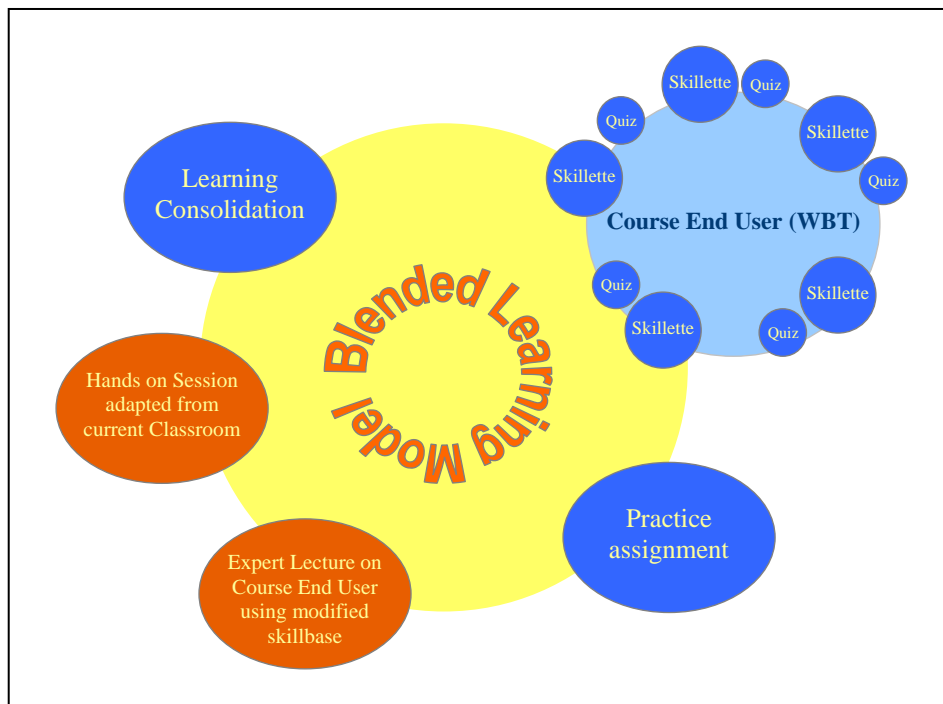 Skillette
Quiz
Quiz
Skillette
Skillette
Quiz
Learning
Consolidation
Course End User (WBT)
Quiz
Skillette
Skillette
Quiz
Blended Learning Model
Hands on Session
adapted from
current Classroom
Practice
assignment
Expert Lecture on
Course End User
using modified
skillbase